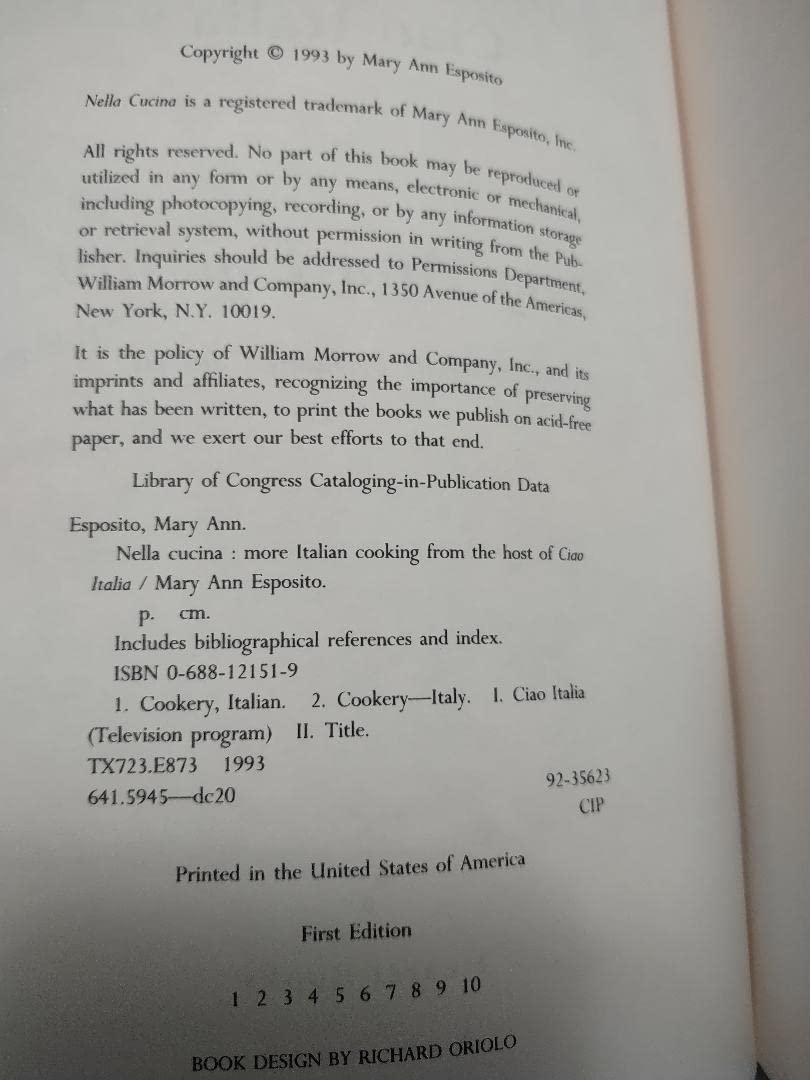 Copyright © 1993 by Mary Ann Esposito
Nella Cucina is a registered trademark of Mary Ann Esposito, Inc.
All rights reserved. No part of this book may be reproduced or
utilized in any form or by any means, electronic or mechanical,
including photocopying, recording, or by any information storage
or retrieval system, without permission in writing from the Pub-
lisher. Inquiries should be addressed to Permissions Department,
William Morrow and Company, Inc., 1350 Avenue of the Americas,
New York, N.Y. 10019.
It is the policy of William Morrow and Company, Inc., and its
imprints and affiliates, recognizing the importance of preserving
what has been written, to print the books we publish on acid-free
paper, and we exert our best efforts to that end.
Library of Congress Cataloging-in-Publication Data
Esposito, Mary Ann.
Nella cucina : more Italian cooking from the host of Ciao
Italia / Mary Ann Esposito.
p. cm.
Includes bibliographical references and index.
ISBN 0-688-12151-9
1. Cookery, Italian. 2. Cookery—Italy. I. Ciao Italia
(Television program) II. Title.
TX723.E873 1993
641.5945—dc20 92-35623
CIP
Printed in the United States of America
First Edition
1 2 3 4 5 6 7 8 9 10
BOOK DESIGN BY RICHARD ORIOLO